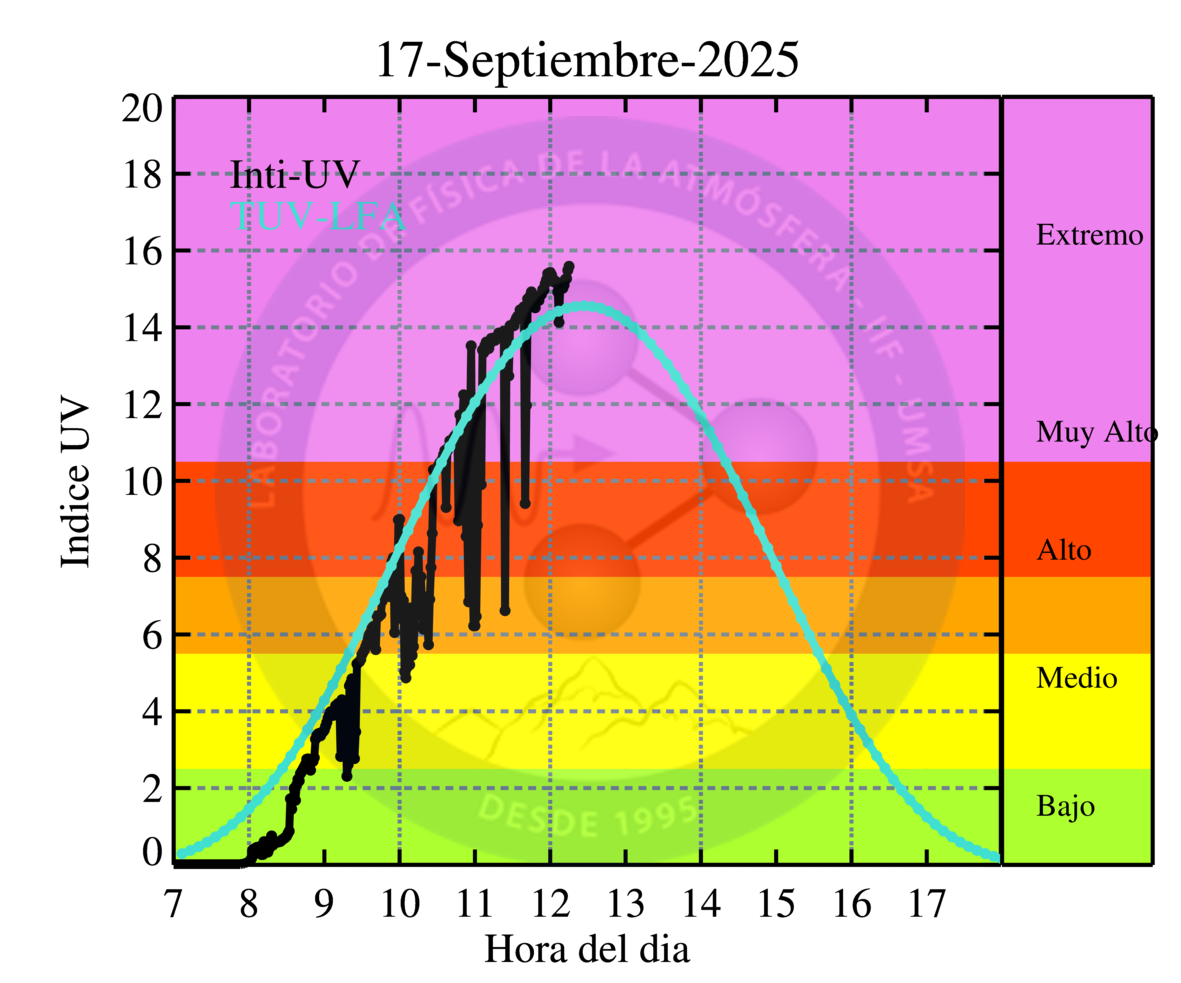 17-Septiembre-2025
20
18
16
14
12
10
8
6
4
2
0
Indice UV
Inti-UV
TUV-LFA
LABORATORIO DE FÍSICA DE LA ATMÓSFERA - IIF - UMSA
DESDE 1995
Extremo
Muy Alto
Alto
Medio
Bajo
7 8 9 10 11 12 13 14 15 16 17
Hora del dia